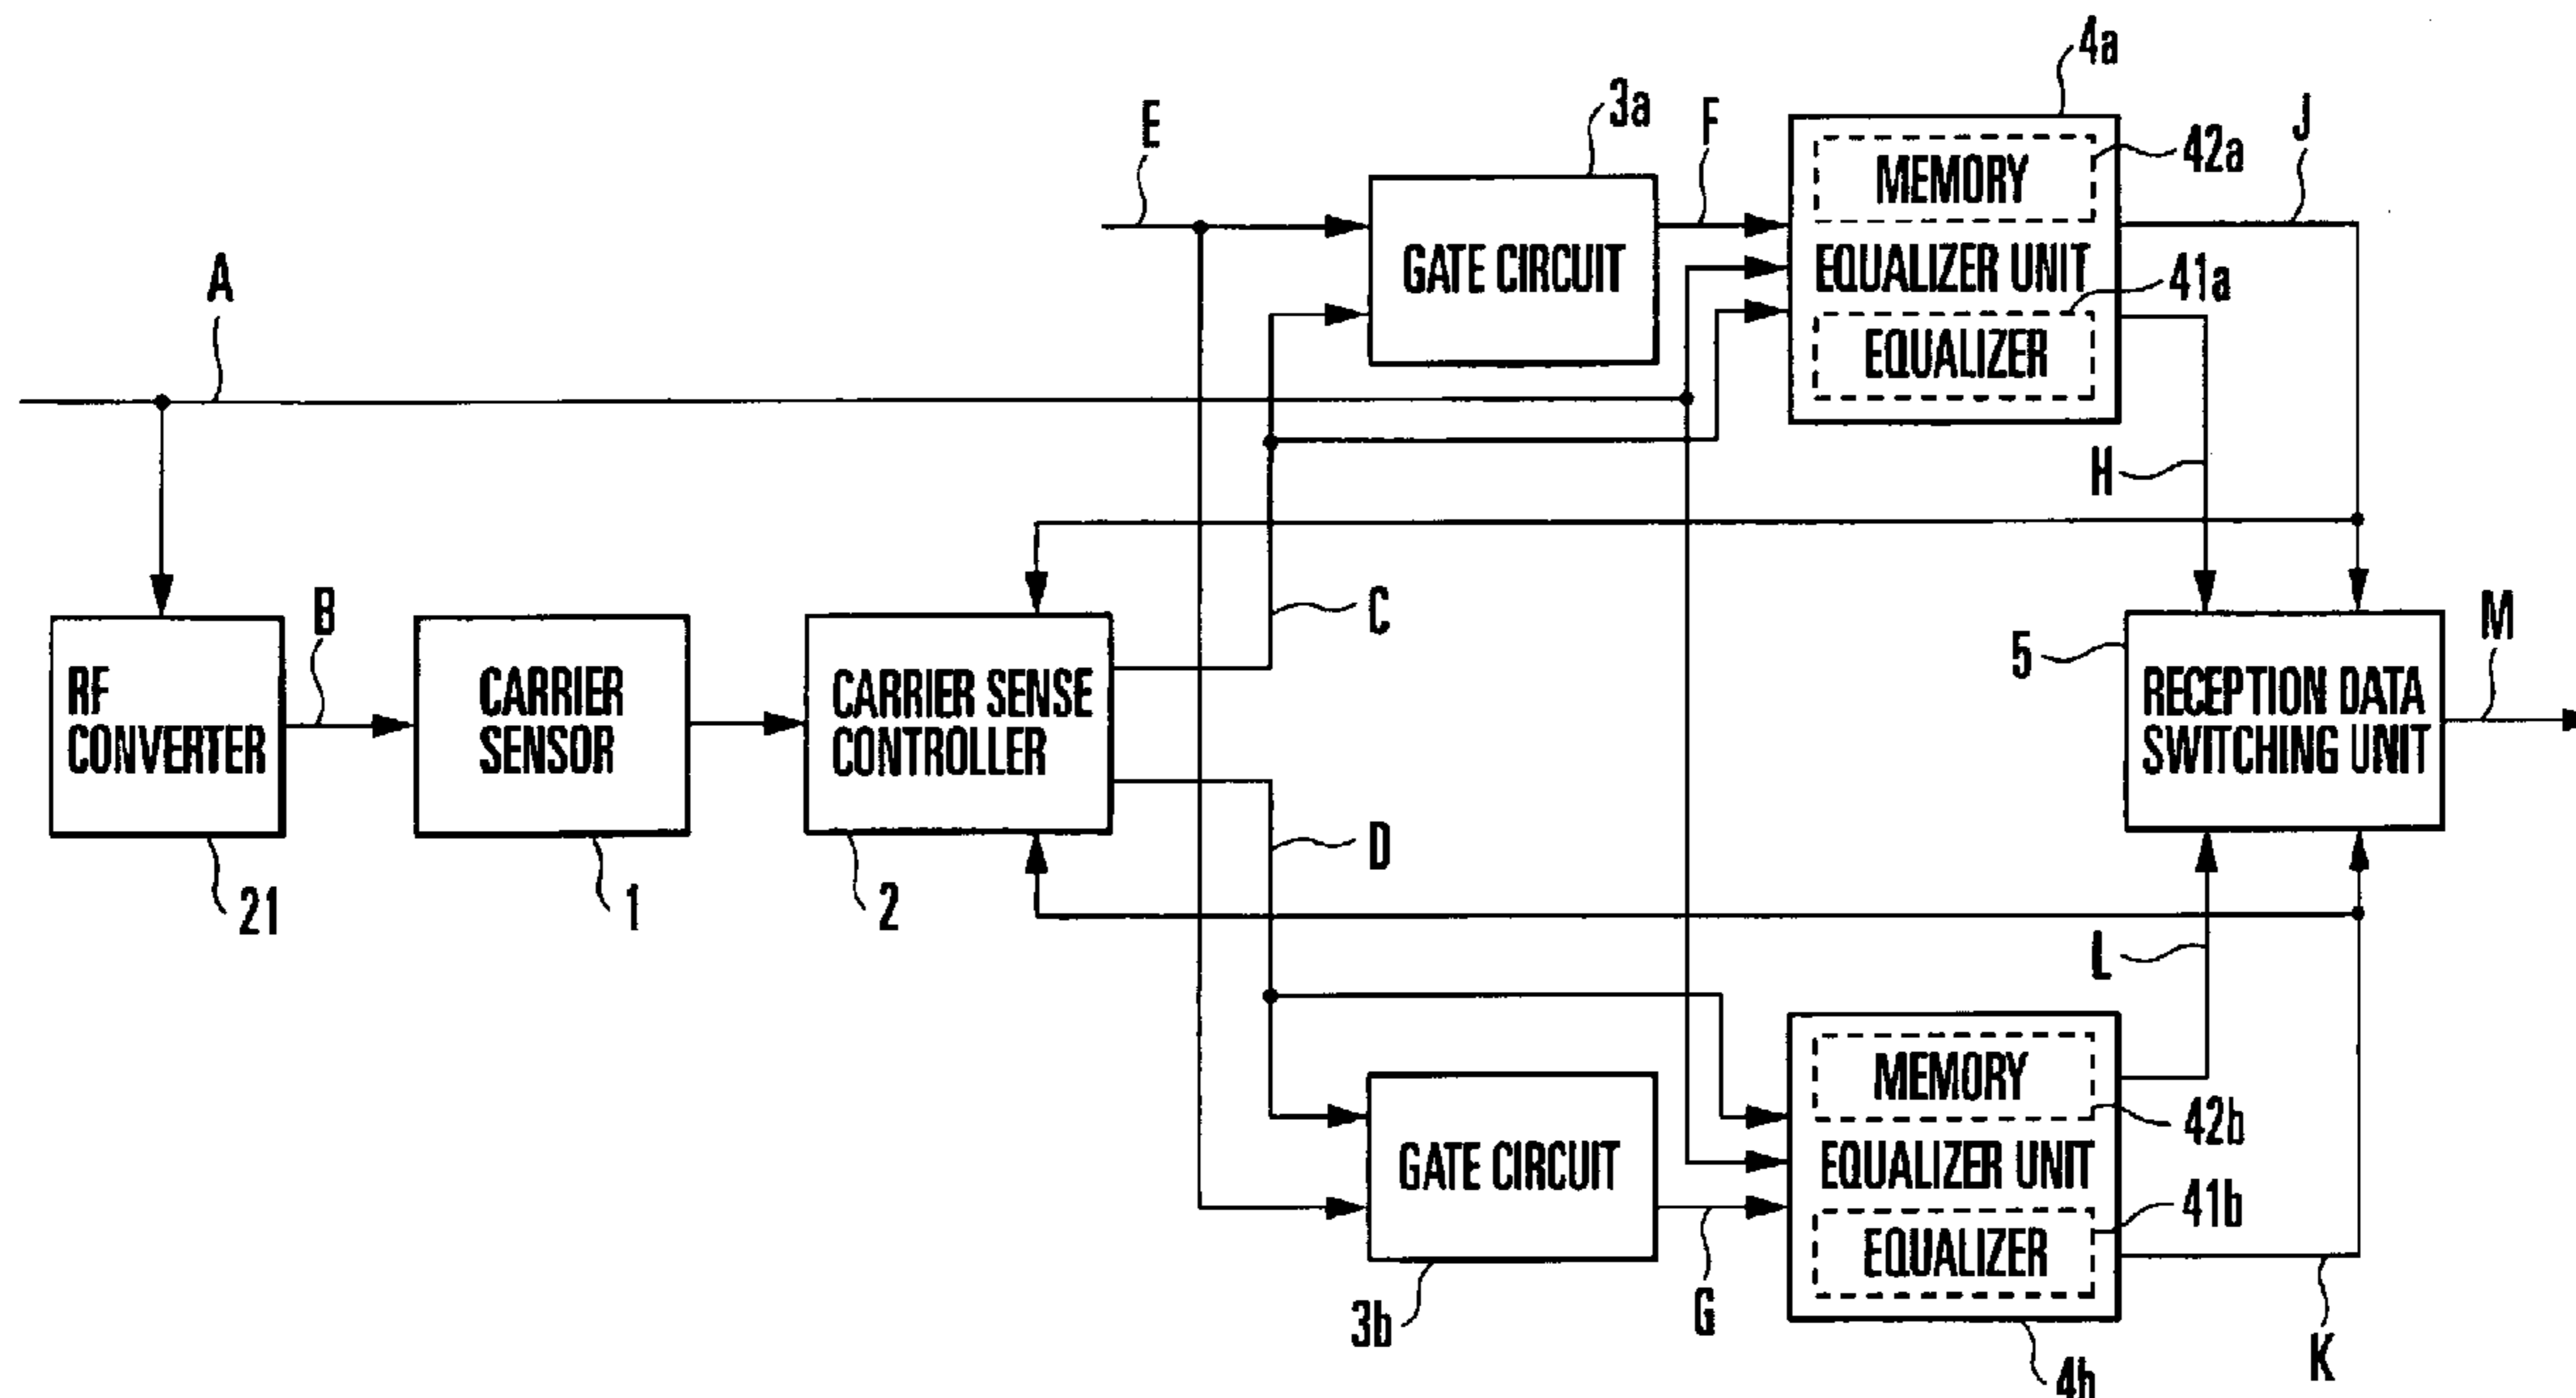 4a
3a
E
F
J
MEMORY
42a
A
GATE CIRCUIT
EQUALIZER UNIT
41a
EQUALIZER
H
B
C
M
5
RF
CONVERTER
CARRIER
SENSOR
CARRIER SENSE
CONTROLLER
RECEPTION DATA
SWITCHING UNIT
D
21
1
2
L
MEMORY
42b
GATE CIRCUIT
EQUALIZER UNIT
41b
EQUALIZER
G
3b
K
4b